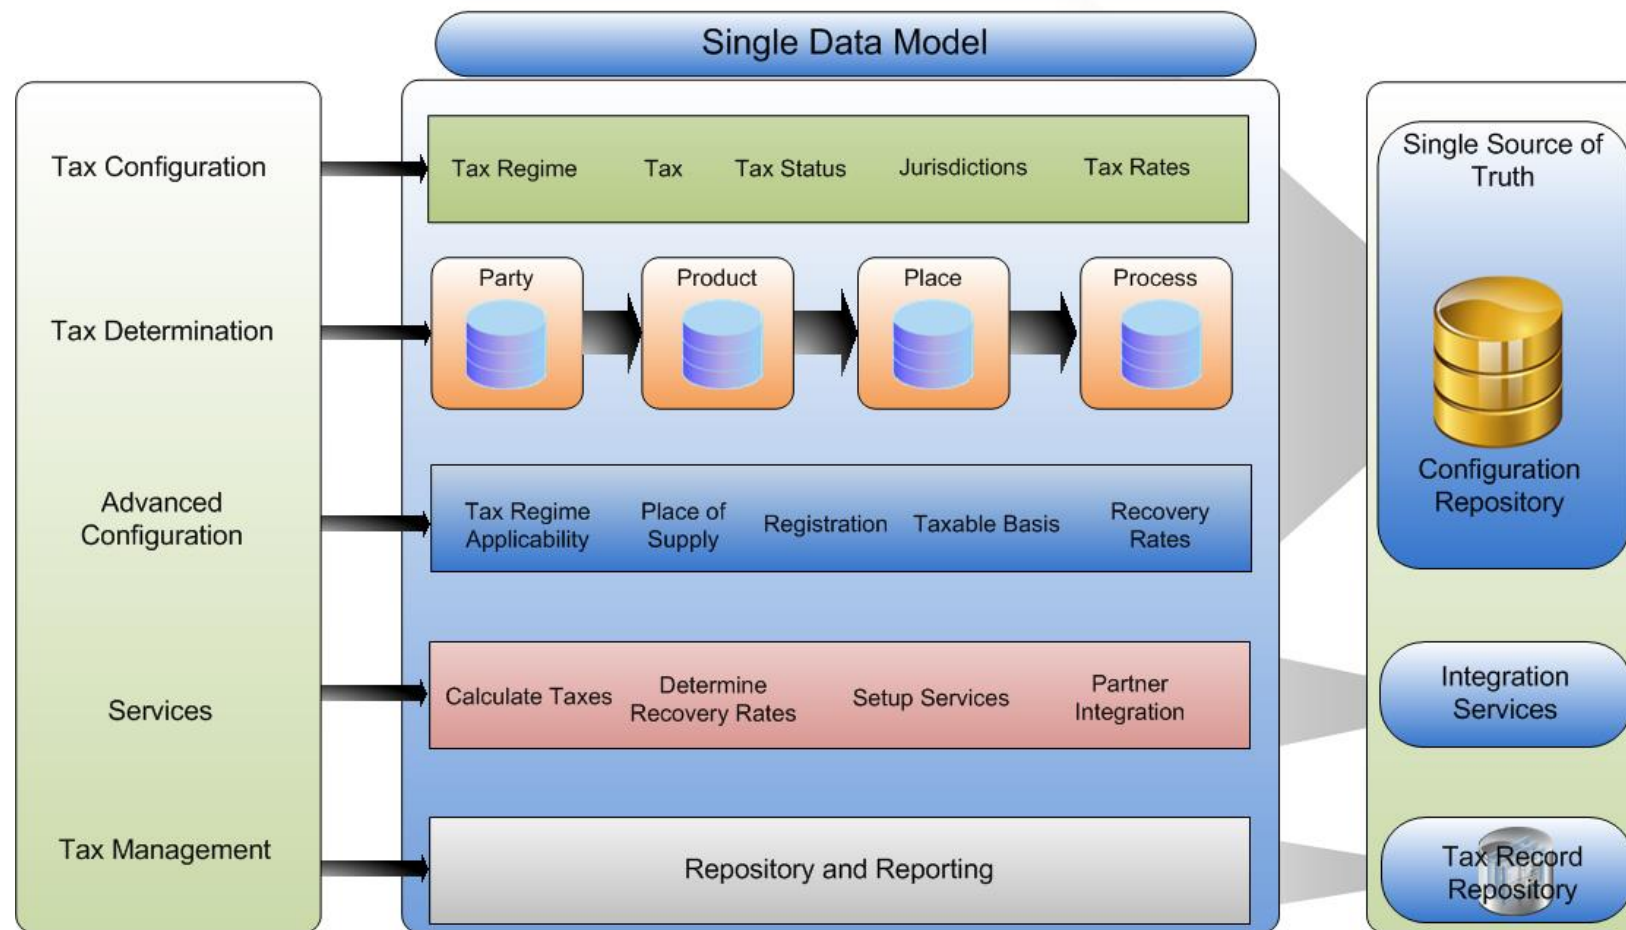 Single Data Model
Tax Configuration
Tax Regime
Tax
Tax Status
Jurisdictions
Tax Rates
Single Source of
Truth
Tax Determination
Party
Product
Place
Process
Configuration
Repository
Advanced
Configuration
Tax Regime
Applicability
Place of
Supply
Registration
Taxable Basis
Recovery
Rates
Services
Calculate Taxes
Determine
Recovery Rates
Setup Services
Partner
Integration
Integration
Services
Tax Management
Repository and Reporting
Tax Record
Repository